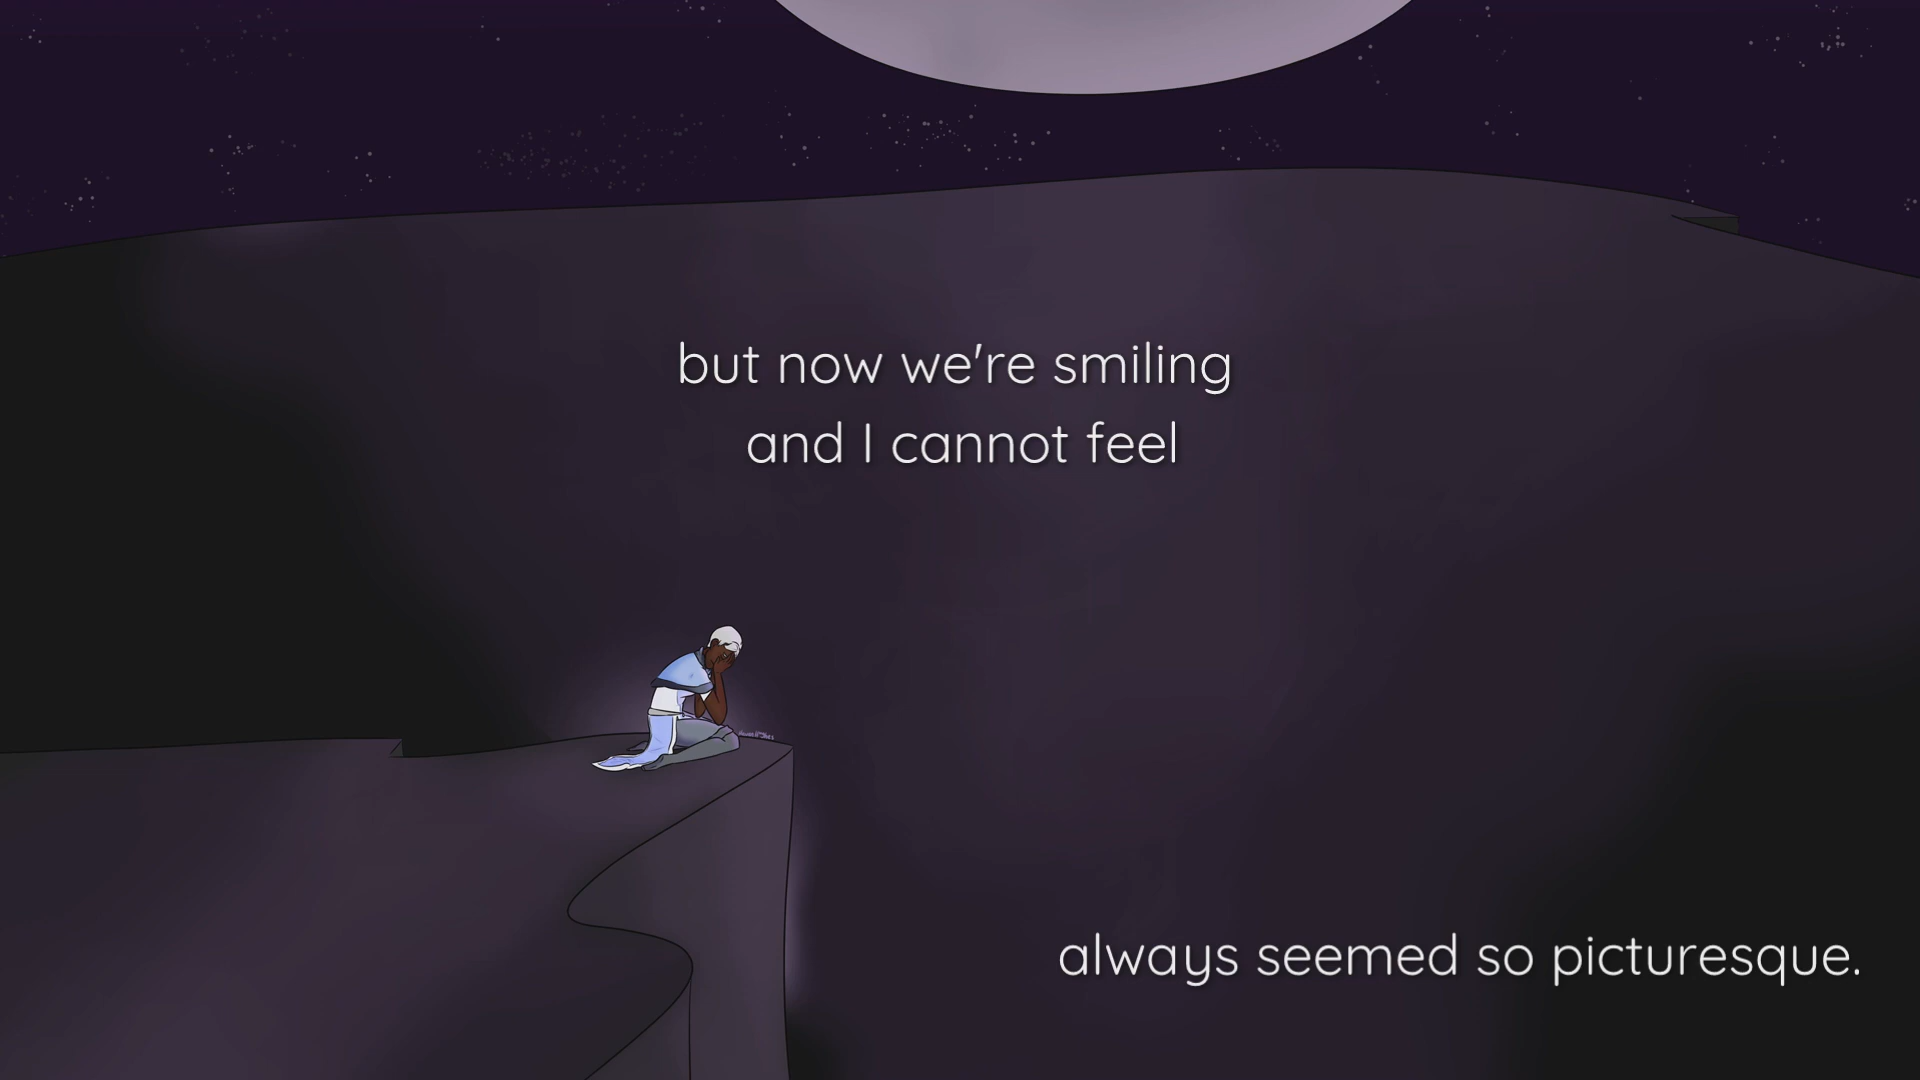 but now we're smiling
and I cannot feel
always seemed so picturesque.